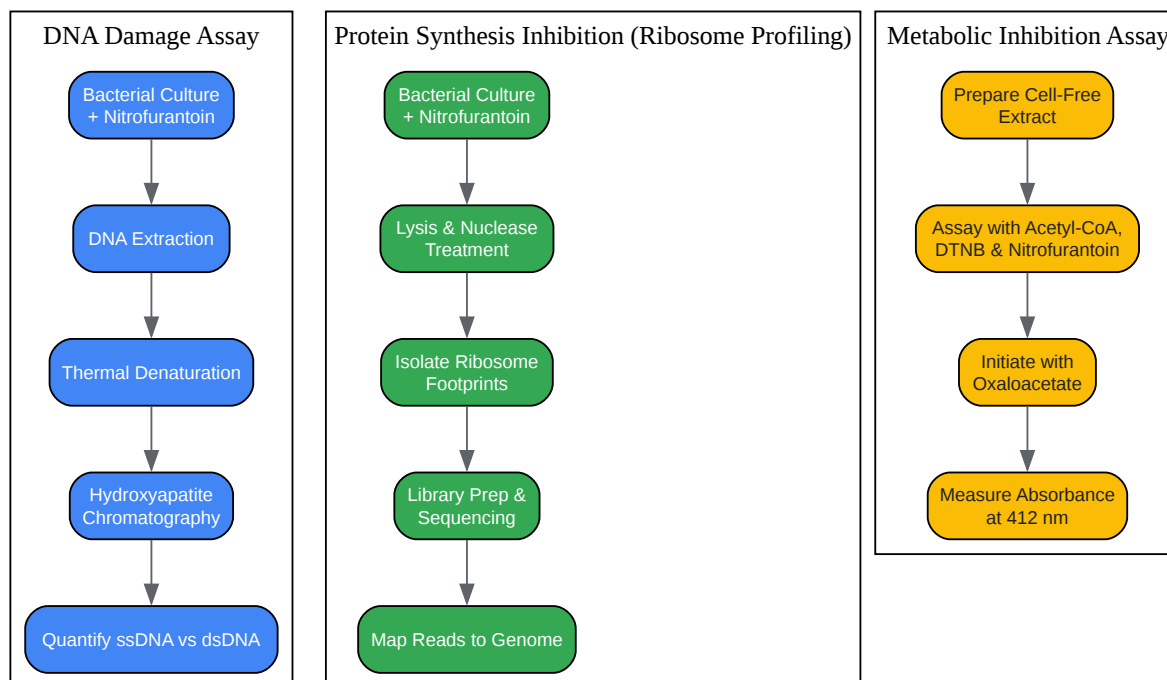 DNA Damage Assay
Bacterial Culture
+ Nitrofurantoin
DNA Extraction
Thermal Denaturation
Hydroxyapatite
Chromatography
Quantify ssDNA vs dsDNA
Protein Synthesis Inhibition (Ribosome Profiling)
Bacterial Culture
+ Nitrofurantoin
Lysis & Nuclease
Treatment
Isolate Ribosome
Footprints
Library Prep &
Sequencing
Map Reads to Genome
Metabolic Inhibition Assay
Prepare Cell-Free
Extract
Assay with Acetyl-CoA,
DTNB & Nitrofurantoin
Initiate with
Oxaloacetate
Measure Absorbance
at 412 nm